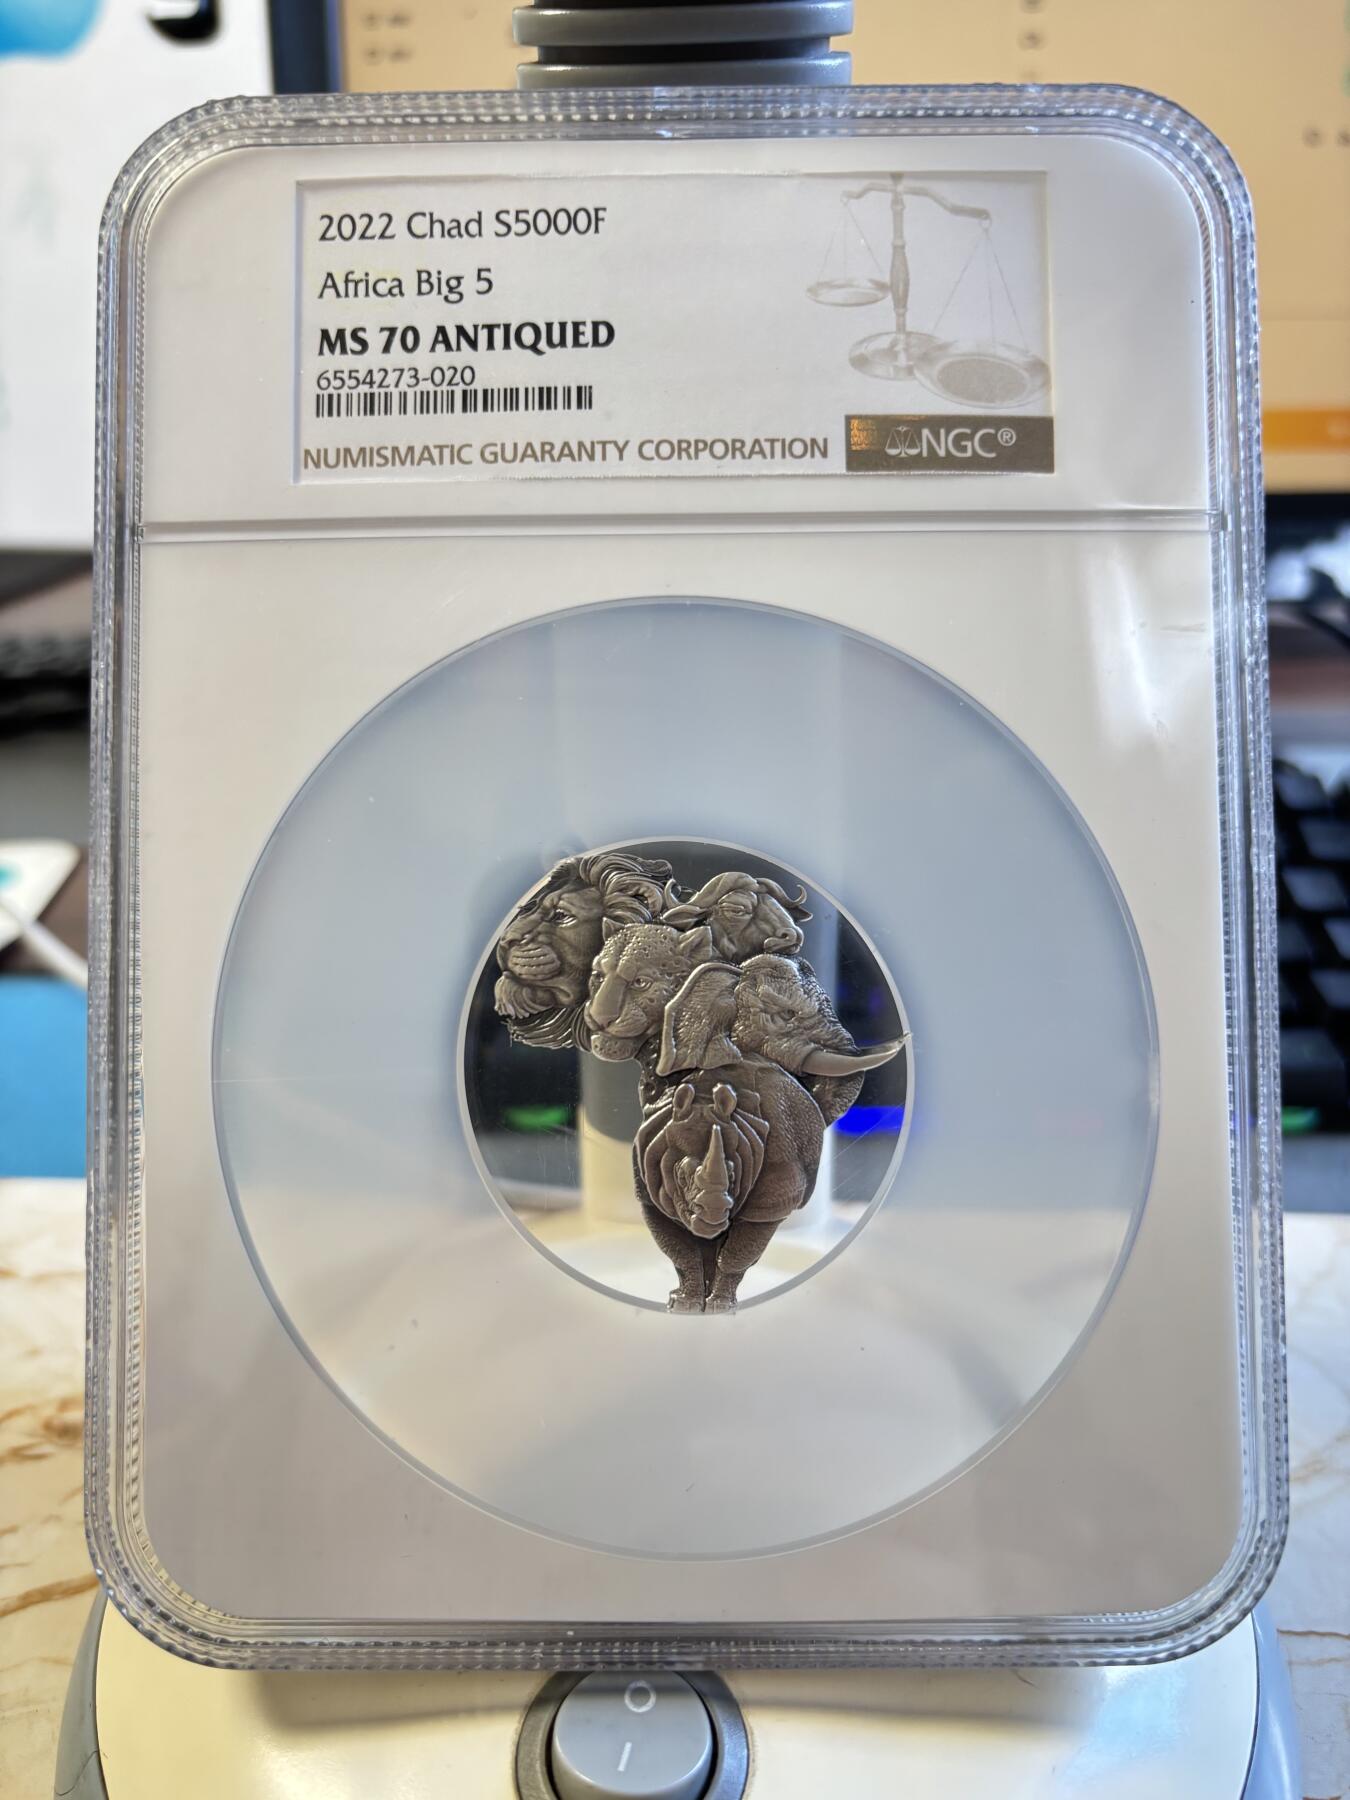 2022 Chad S5000F
Africa Big 5
MS 70 ANTIQUED
6554273-020
NUMISMATIC GUARANTY CORPORATION
NGC®